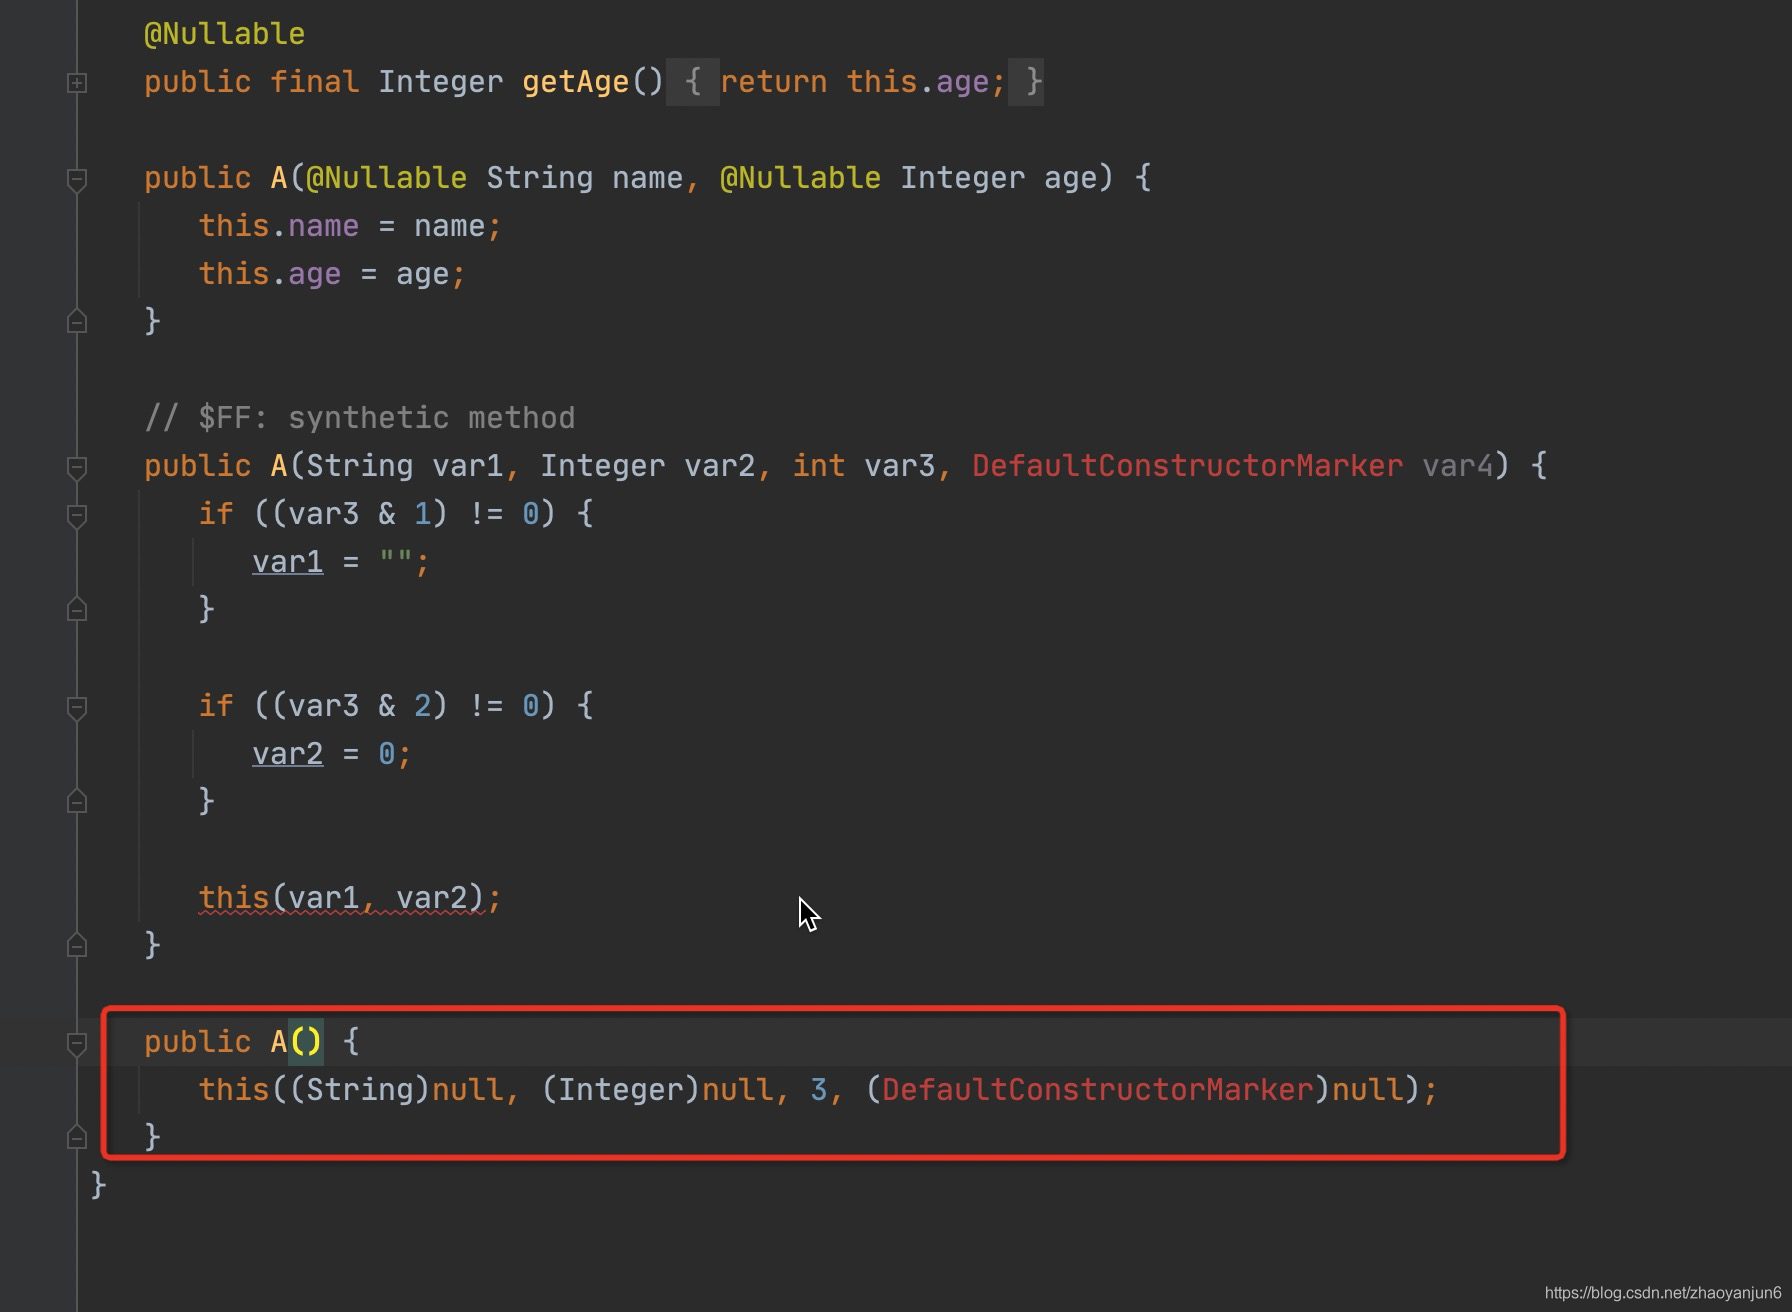 @Nullable
public final Integer getAge() { return this.age; }
public A(@Nullable String name, @Nullable Integer age) {
this.name = name;
this.age = age;
}
// $FF: synthetic method
public A(String var1, Integer var2, int var3, DefaultConstructorMarker var4) {
if ((var3 & 1) != 0) {
var1 = "";
}
if ((var3 & 2) != 0) {
var2 = 0;
}
this(var1, var2);
}
public A() {
this((String)null, (Integer)null, 3, (DefaultConstructorMarker)null);
}
}
https://blog.csdn.net/zhaoyanjun6